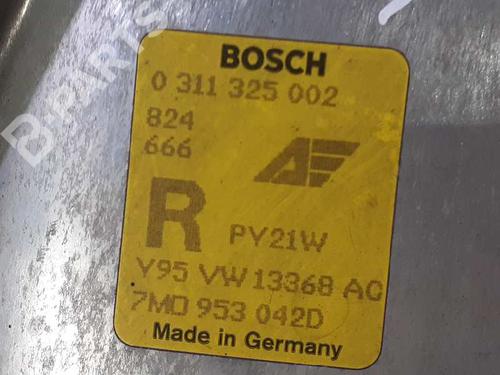 B-PARTS
BOSCH
0 311 325 002
824
666
AE
R PY21W
Y95 VW 13368 AC
7M0 953 042D
Made in Germany